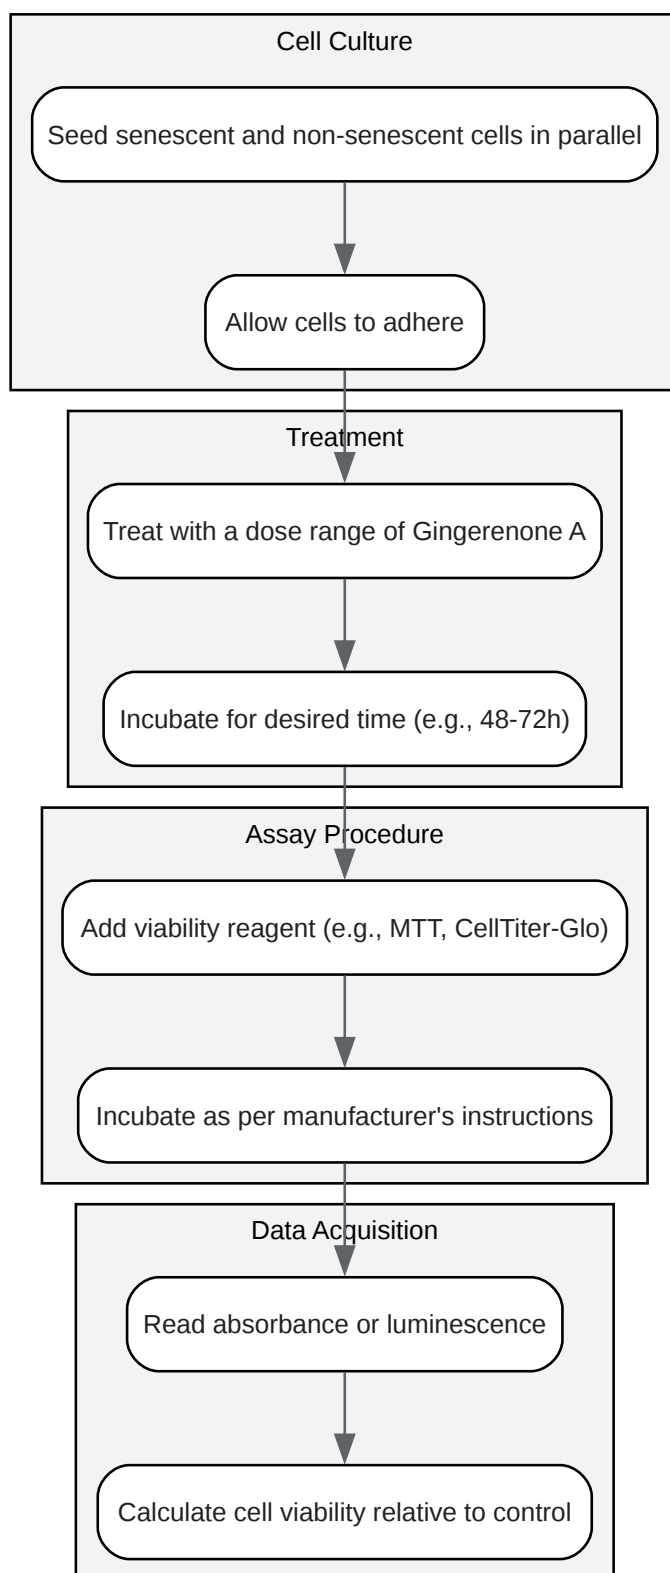 Cell Culture
Seed senescent and non-senescent cells in parallel
Allow cells to adhere
Treatment
Treat with a dose range of Gingerenone A
Incubate for desired time (e.g., 48-72h)
Assay Procedure
Add viability reagent (e.g., MTT, CellTiter-Glo)
Incubate as per manufacturer's instructions
Data Acquisition
Read absorbance or luminescence
Calculate cell viability relative to control